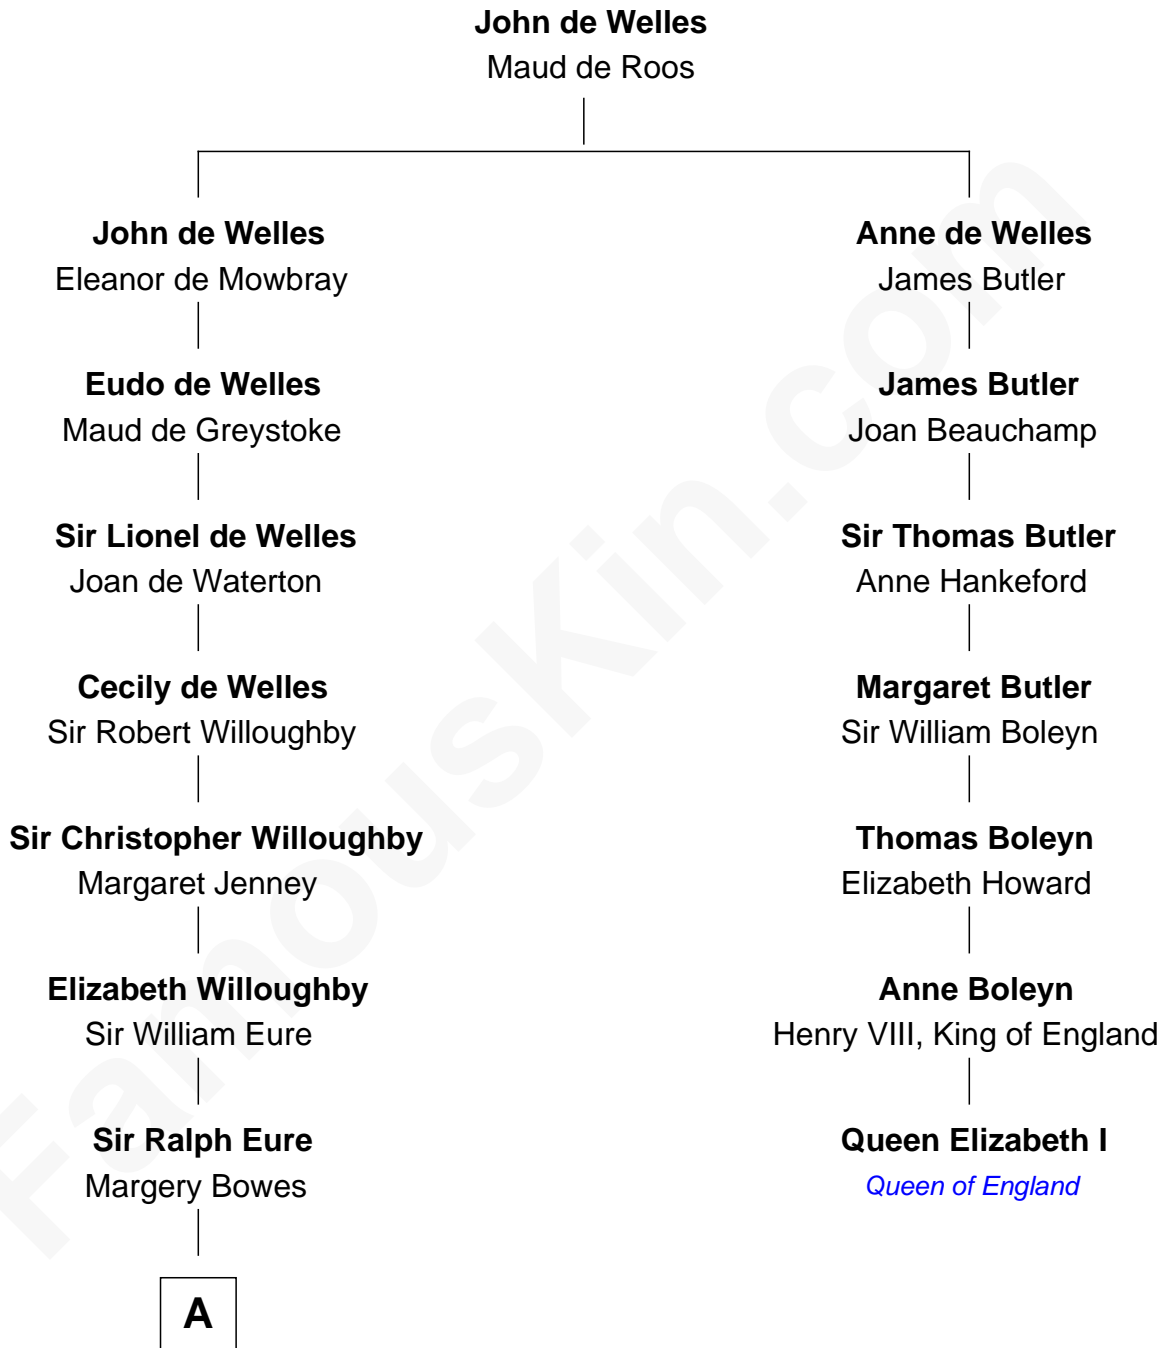 John de Welles
Maud de Roos
John de Welles
Eleanor de Mowbray
Anne de Welles
James Butler
Eudo de Welles
Maud de Greystoke
James Butler
Joan Beauchamp
Sir Lionel de Welles
Joan de Waterton
Sir Thomas Butler
Anne Hankeford
Cecily de Welles
Sir Robert Willoughby
Margaret Butler
Sir William Boleyn
Sir Christopher Willoughby
Margaret Jenney
Thomas Boleyn
Elizabeth Howard
Elizabeth Willoughby
Sir William Eure
Anne Boleyn
Henry VIII, King of England
Sir Ralph Eure
Margery Bowes
Queen Elizabeth I
Queen of England
A
FamousKin.com